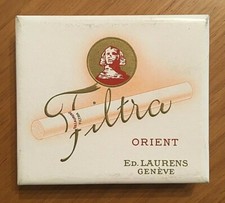 Filtra
ORIENT
ED. LAURENS
GENÈVE